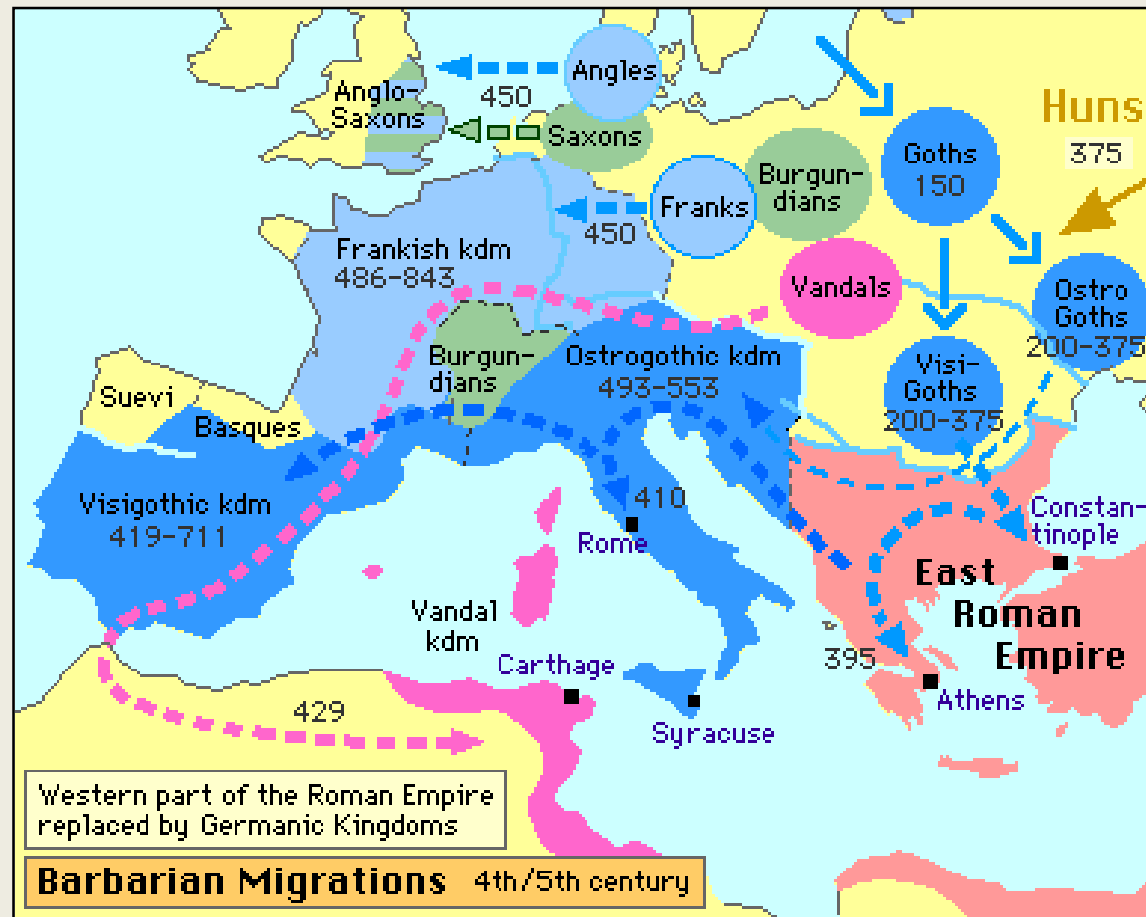 Angles
Huns
Anglo-
Saxons
450
Saxons
375
Goths
150
Burgun-
dians
Franks
450
Frankish kdm
486-843
Vandals
Ostro
Goths
200-375
Burgun-
dians
Ostrogothic kdm
493-553
Visi-
Goths
200-375
Suevi
Basques
Visigothic kdm
419-711
410
Rome
Constan-
tinople
East
Roman
Empire
Vandal
kdm
Carthage
395
Athens
Syracuse
429
Western part of the Roman Empire
replaced by Germanic Kingdoms
Barbarian Migrations 4th/5th century